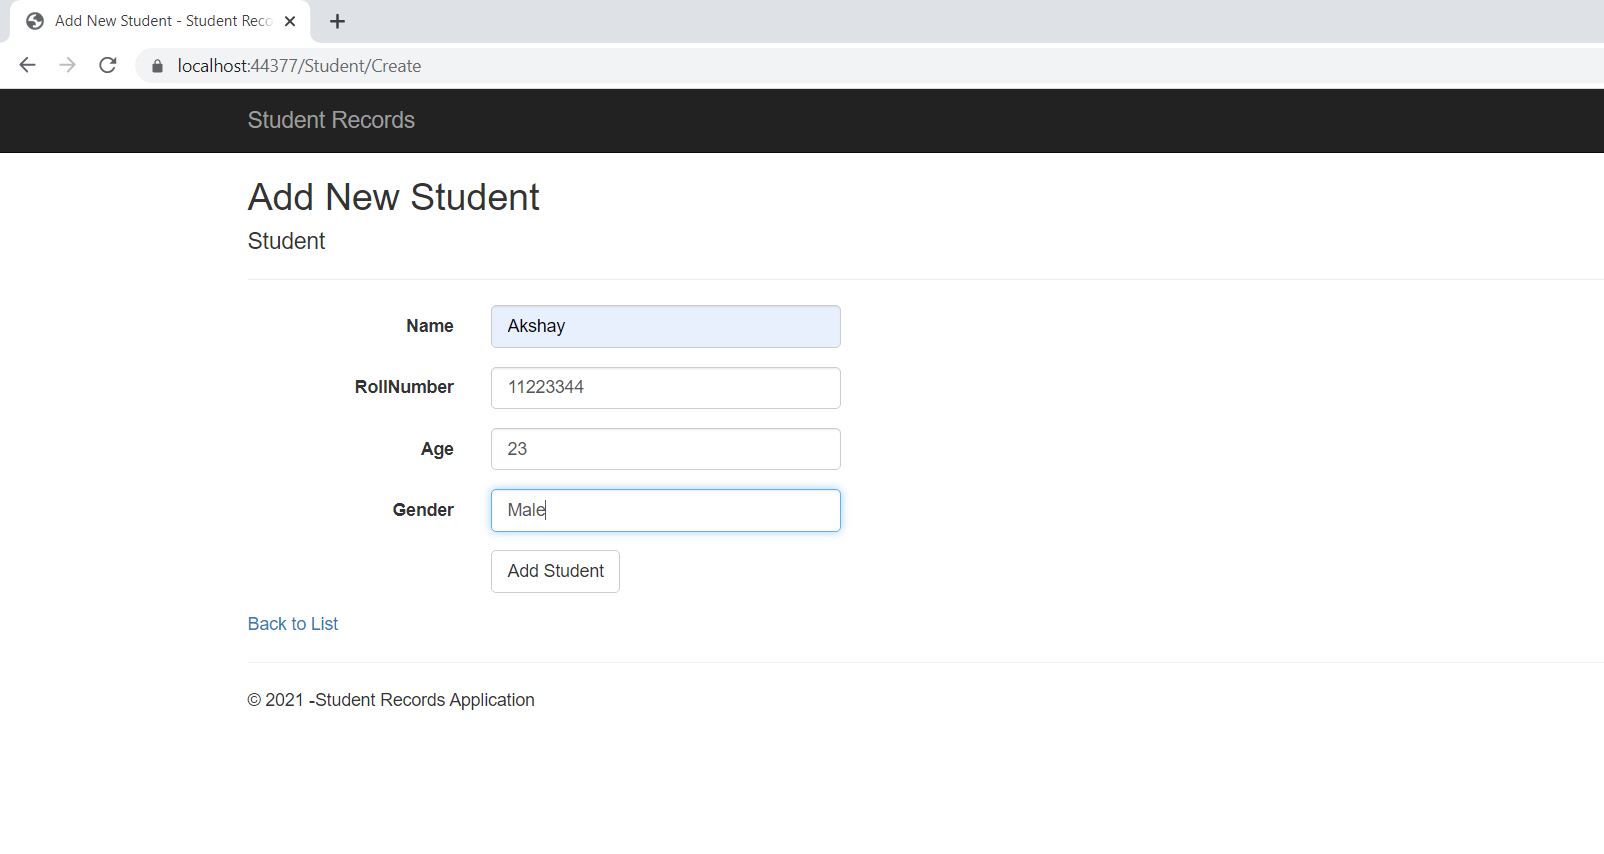 Add New Student - Student Reco
localhost:44377/Student/Create
Student Records
Add New Student
Student
Name Akshay
RollNumber 11223344
Age 23
Gender Male
Add Student
Back to List
© 2021 -Student Records Application